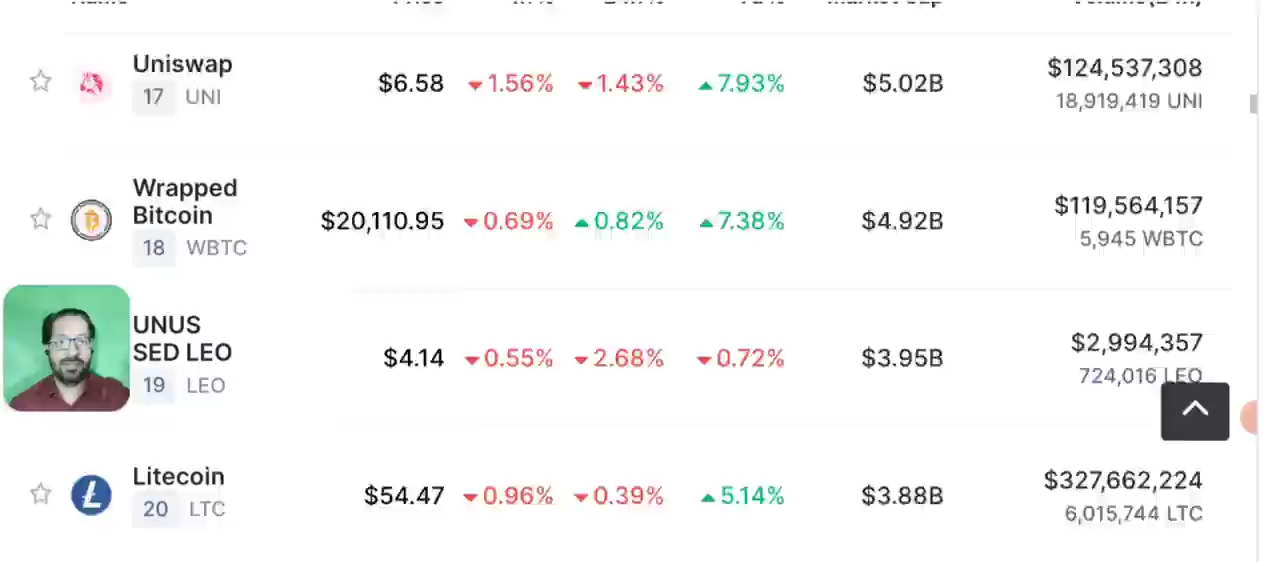 Uniswap
17 UNI
$6.58 1.56% 1.43% 7.93% $5.02B $124,537,308
18,919,419 UNI
Wrapped
Bitcoin
18 WBTC
$20,110.95 0.69% 0.82% 7.38% $4.92B $119,564,157
5,945 WBTC
UNUS
SED LEO
19 LEO
$4.14 0.55% 2.68% 0.72% $3.95B $2,994,357
724,016 LEO
Litecoin
20 LTC
$54.47 0.96% 0.39% 5.14% $3.88B $327,662,224
6,015,744 LTC